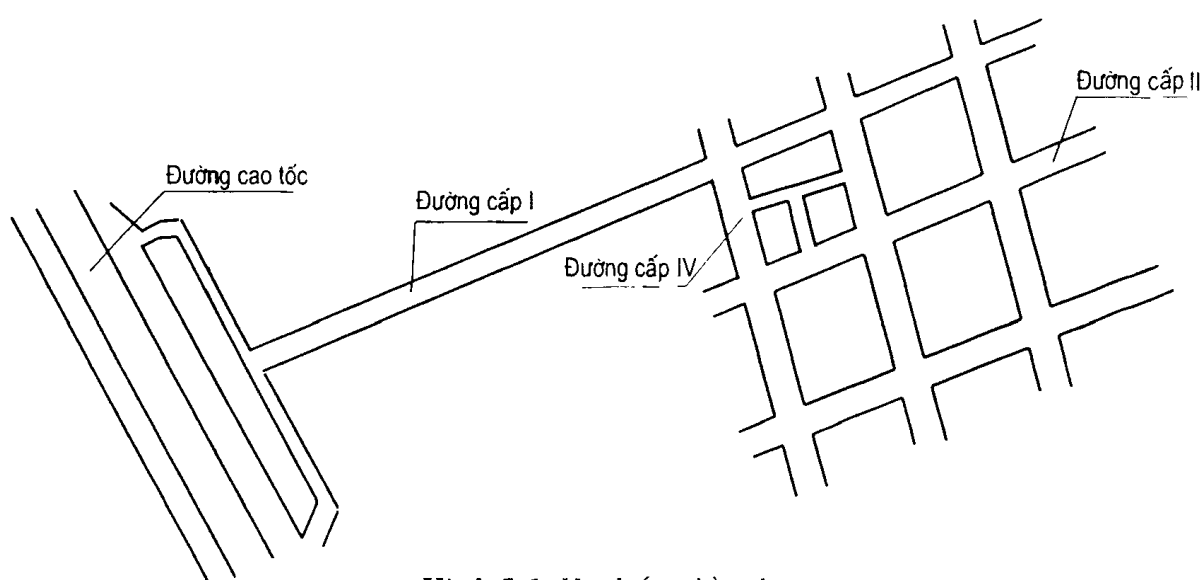 Đường cấp II
Đường cao tốc
Đường cấp I
Đường cấp IV